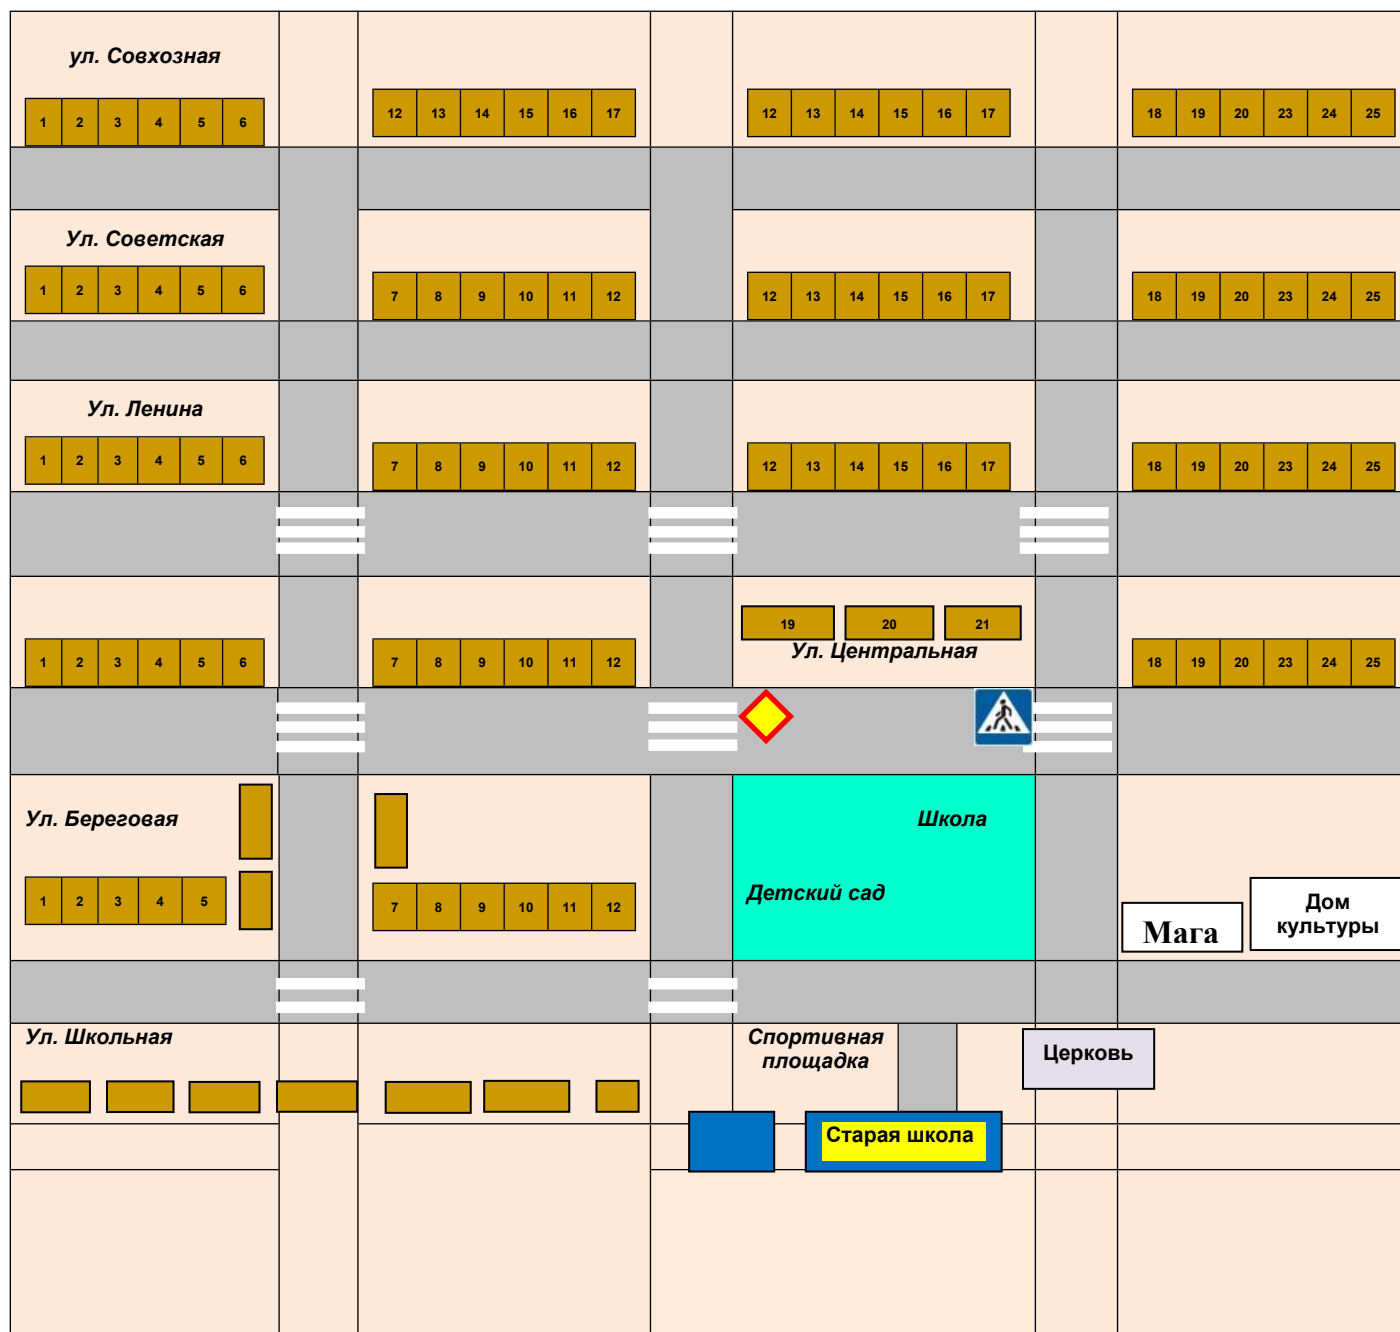 ул. Совхозная
1 2 3 4 5 6
12 13 14 15 16 17
12 13 14 15 16 17
18 19 20 23 24 25
Ул. Советская
1 2 3 4 5 6
7 8 9 10 11 12
12 13 14 15 16 17
18 19 20 23 24 25
Ул. Ленина
1 2 3 4 5 6
7 8 9 10 11 12
12 13 14 15 16 17
18 19 20 23 24 25
1 2 3 4 5 6
7 8 9 10 11 12
19 20 21
Ул. Центральная
18 19 20 23 24 25
Ул. Береговая
1 2 3 4 5
7 8 9 10 11 12
Школа
Детский сад
Мага
Дом
культуры
Ул. Школьная
Спортивная
площадка
Церковь
Старая школа